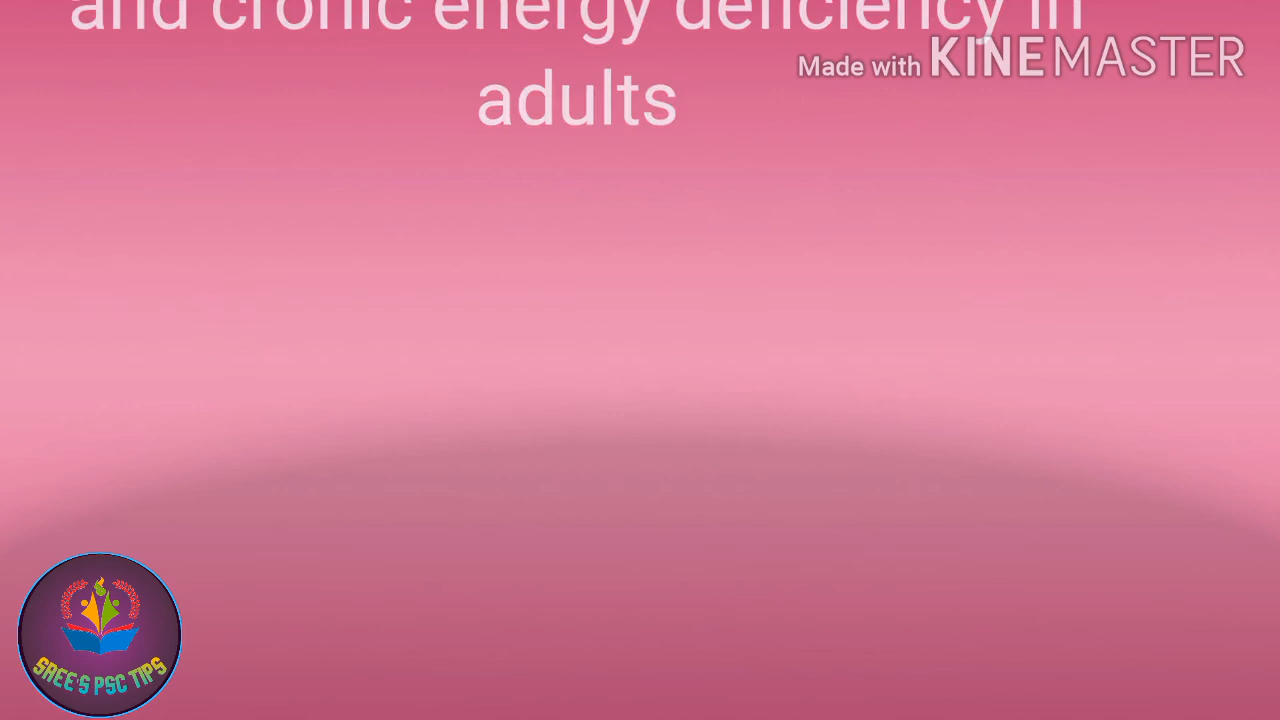 and cronic energy deficiency in
Made with KINEMASTER
adults
SREE'S PSC TIPS